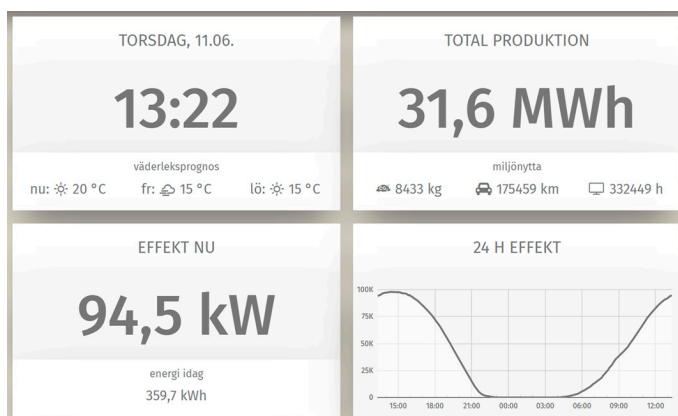 TORSDAG, 11.06.
13:22
väderleksprognos
nu: 20 °C fr: 15 °C lö: 15 °C
TOTAL PRODUKTION
31,6 MWh
miljönytta
8433 kg 175459 km 332449 h
EFFEKT NU
94,5 kW
energi idag
359,7 kWh
24 H EFFEKT
100K
75K
50K
25K
0
15:00 18:00 21:00 00:00 03:00 06:00 09:00 12:00